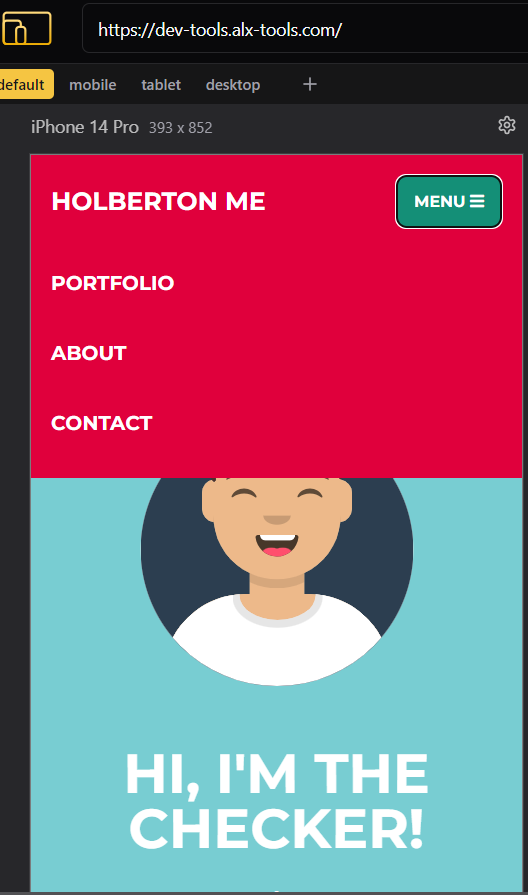 https://dev-tools.alx-tools.com/
default mobile tablet desktop +
iPhone 14 Pro 393 x 852
HOLBERTON ME
MENU
PORTFOLIO
ABOUT
CONTACT
HI, I'M THE
CHECKER!